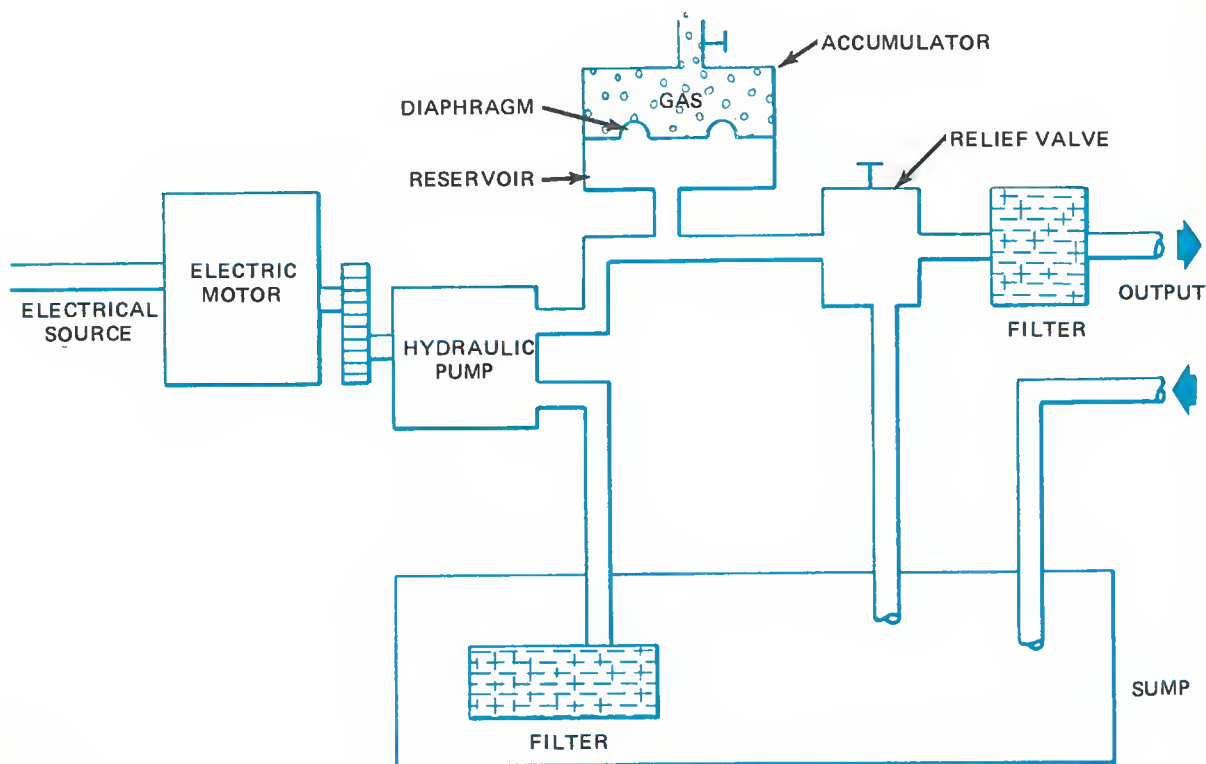 ACCUMULATOR
GAS
DIAPHRAGM
RELIEF VALVE
RESERVOIR
ELECTRIC
MOTOR
ELECTRICAL
SOURCE
HYDRAULIC
PUMP
OUTPUT
FILTER
SUMP
FILTER